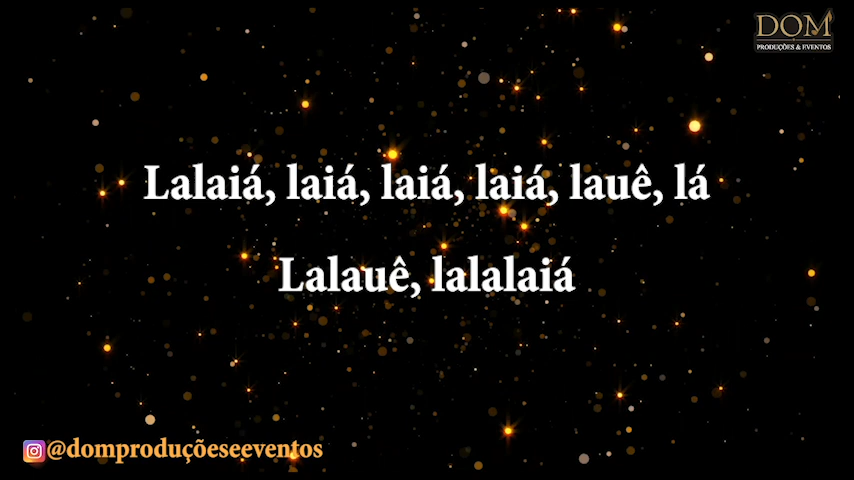 DOM
PRODUÇÕES & EVENTOS
Lalaiá, laiá, laiá, laiá, lauê, lá
Lalauê, lalalaiá
@domproduçõeseeventos